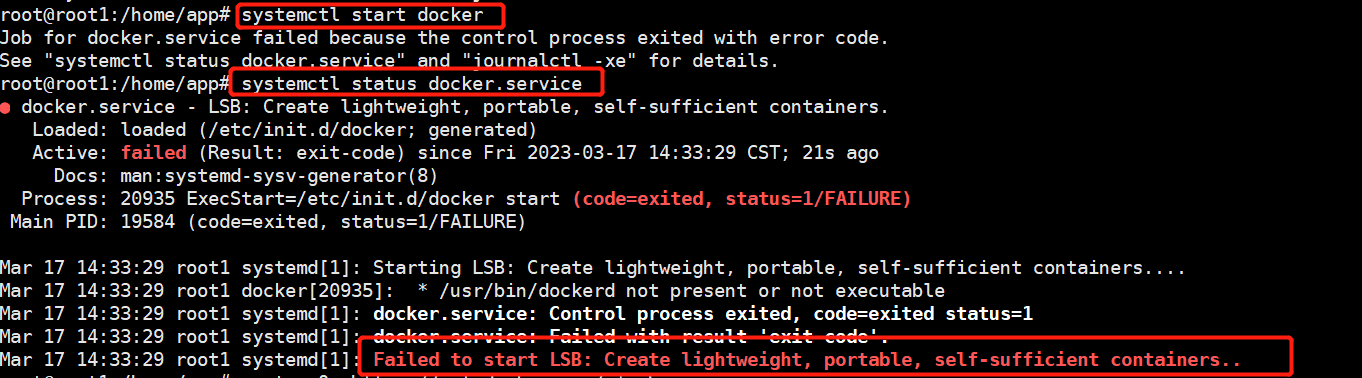 root@root1:/home/app# systemctl start docker
Job for docker.service failed because the control process exited with error code.
See "systemctl status docker.service" and "journalctl -xe" for details.
root@root1:/home/app# systemctl status docker.service
● docker.service - LSB: Create lightweight, portable, self-sufficient containers.
Loaded: loaded (/etc/init.d/docker; generated)
Active: failed (Result: exit-code) since Fri 2023-03-17 14:33:29 CST; 21s ago
Docs: man:systemd-sysv-generator(8)
Process: 20935 ExecStart=/etc/init.d/docker start (code=exited, status=1/FAILURE)
Main PID: 19584 (code=exited, status=1/FAILURE)
Mar 17 14:33:29 root1 systemd[1]: Starting LSB: Create lightweight, portable, self-sufficient containers....
Mar 17 14:33:29 root1 docker[20935]:  * /usr/bin/dockerd not present or not executable
Mar 17 14:33:29 root1 systemd[1]: docker.service: Control process exited, code=exited status=1
Mar 17 14:33:29 root1 systemd[1]: docker.service: Failed with result 'exit-code'.
Mar 17 14:33:29 root1 systemd[1]: Failed to start LSB: Create lightweight, portable, self-sufficient containers..